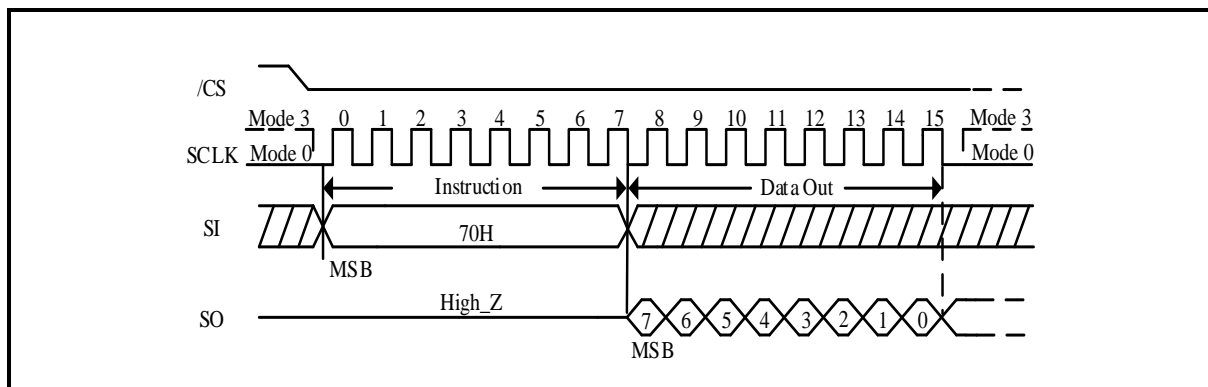 /CS
Mode 3 0 1 2 3 4 5 6 7 8 9 10 11 12 13 14 15 Mode 3
SCLK Mode 0 Mode 0
Instruction Data Out
SI 70H
MSB
High_Z
SO 7 6 5 4 3 2 1 0
MSB